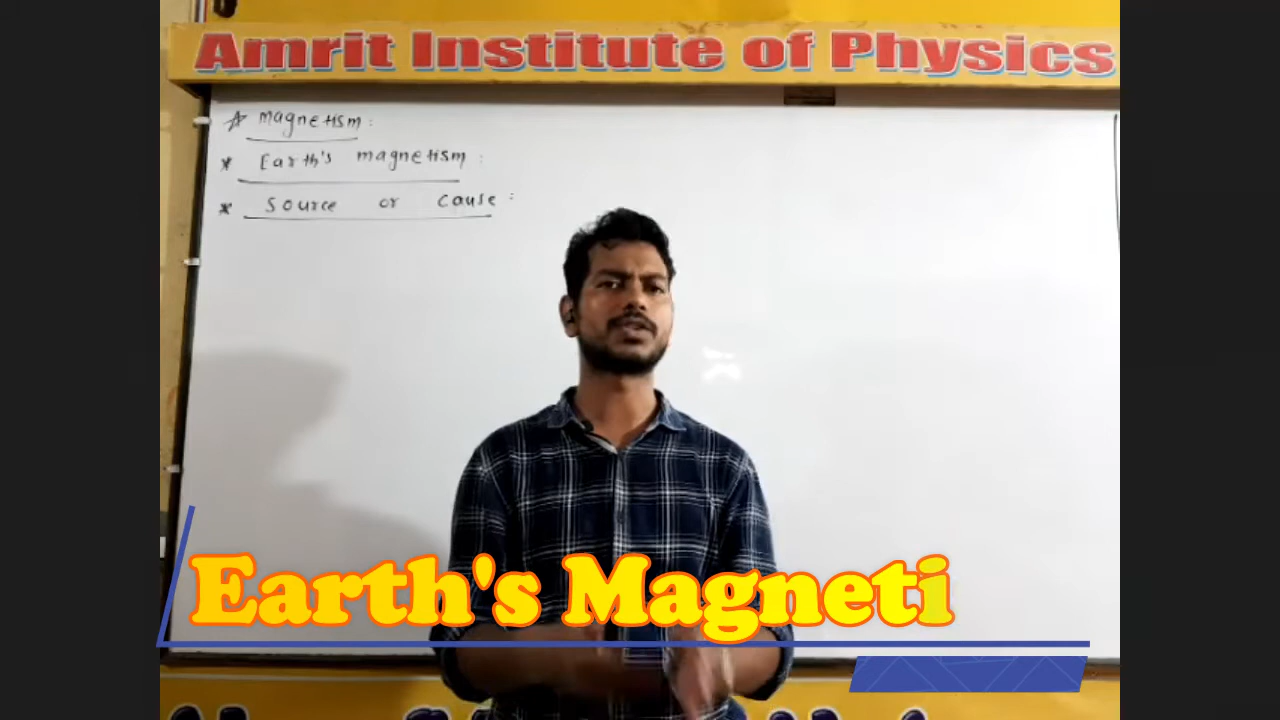 Amrit Institute of Physics
☆ magnetism :
* Earth's magnetism :
* source or cause :
Earth's Magneti